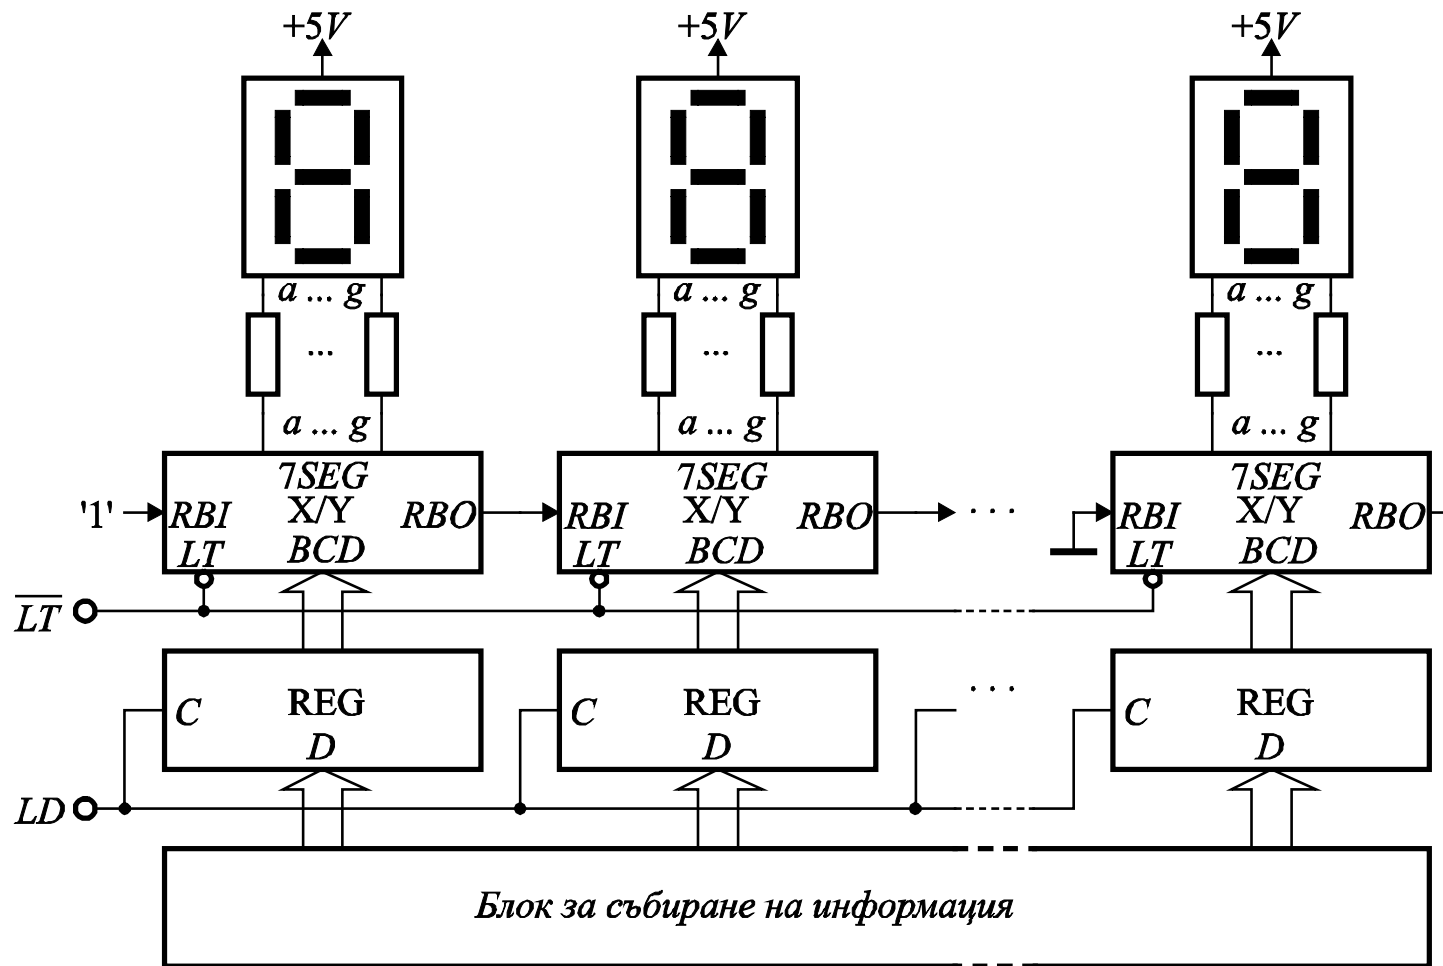 +5V +5V +5V
a ... g a ... g a ... g
... ... ...
a ... g a ... g a ... g
7SEG 7SEG 7SEG
'1' RBI X/Y RBO RBI X/Y RBO . . . RBI X/Y RBO
LT BCD LT BCD LT BCD
LT
. . .
C REG C REG C REG
D D D
LD
Блок за събиране на информация